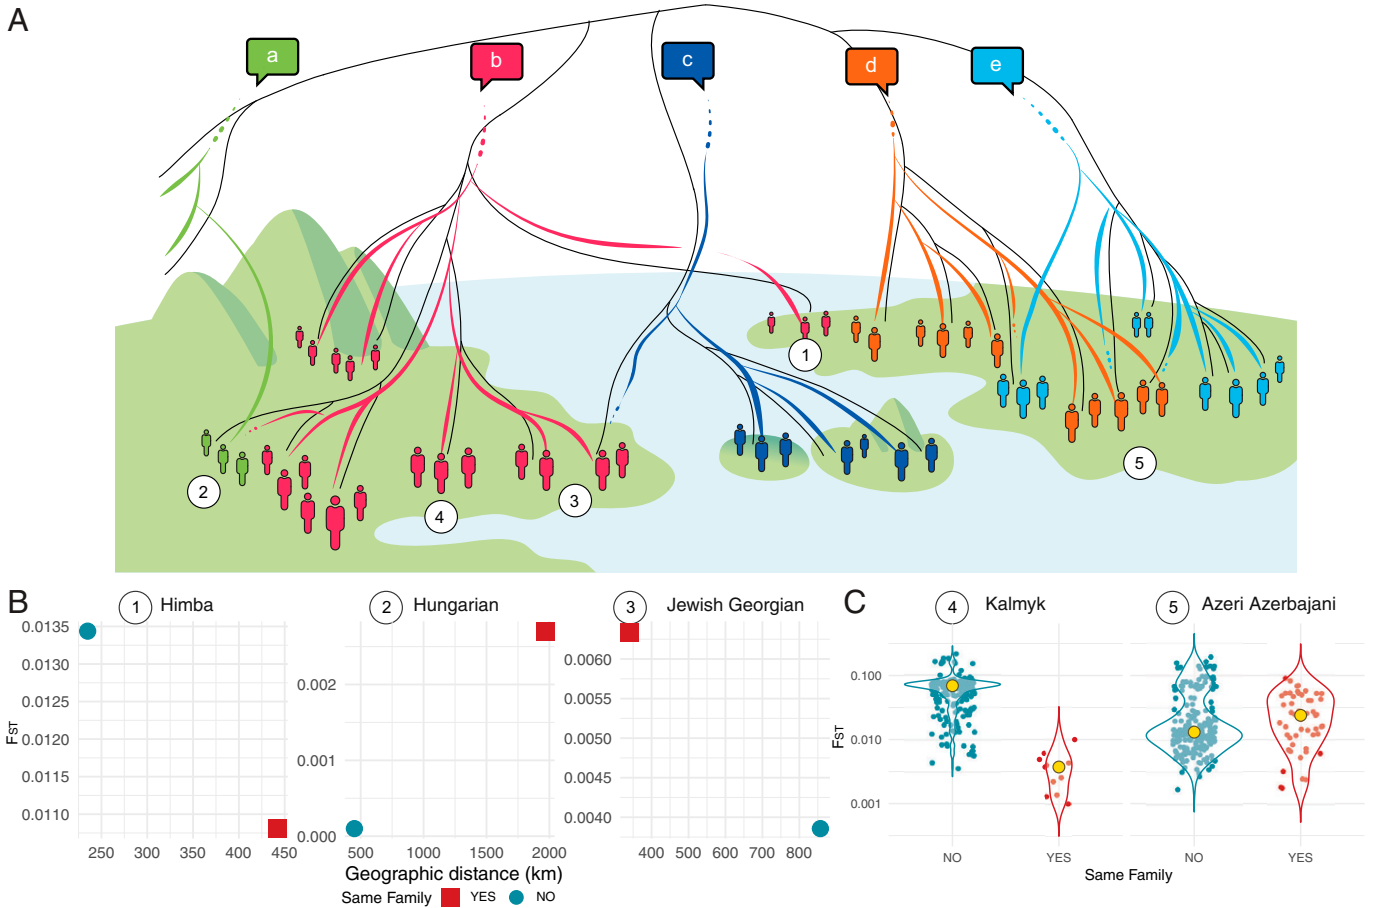 A
a
b
c
d
e
1
2
3
4
5
B
1 Himba
2 Hungarian
3 Jewish Georgian
FST
0.0135
0.0130
0.0125
0.0120
0.0115
0.0110
250 300 350 400 450
0.002
0.001
0.000
500 1000 1500 2000
0.0060
0.0055
0.0050
0.0045
0.0040
400 500 600 700 800
Geographic distance (km)
Same Family YES NO
C
4 Kalmyk
5 Azeri Azerbajani
FST
0.100
0.010
0.001
NO YES NO YES
Same Family